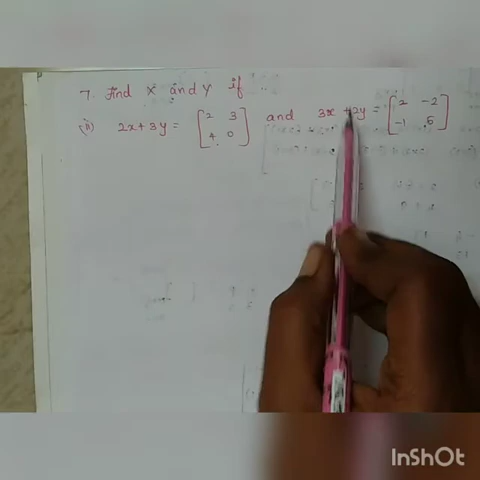 7. Find X and Y if
(ii) 2x+3y = [2 3 4 0] and 3x+2y = [2 -2 -1 5]
InShOt